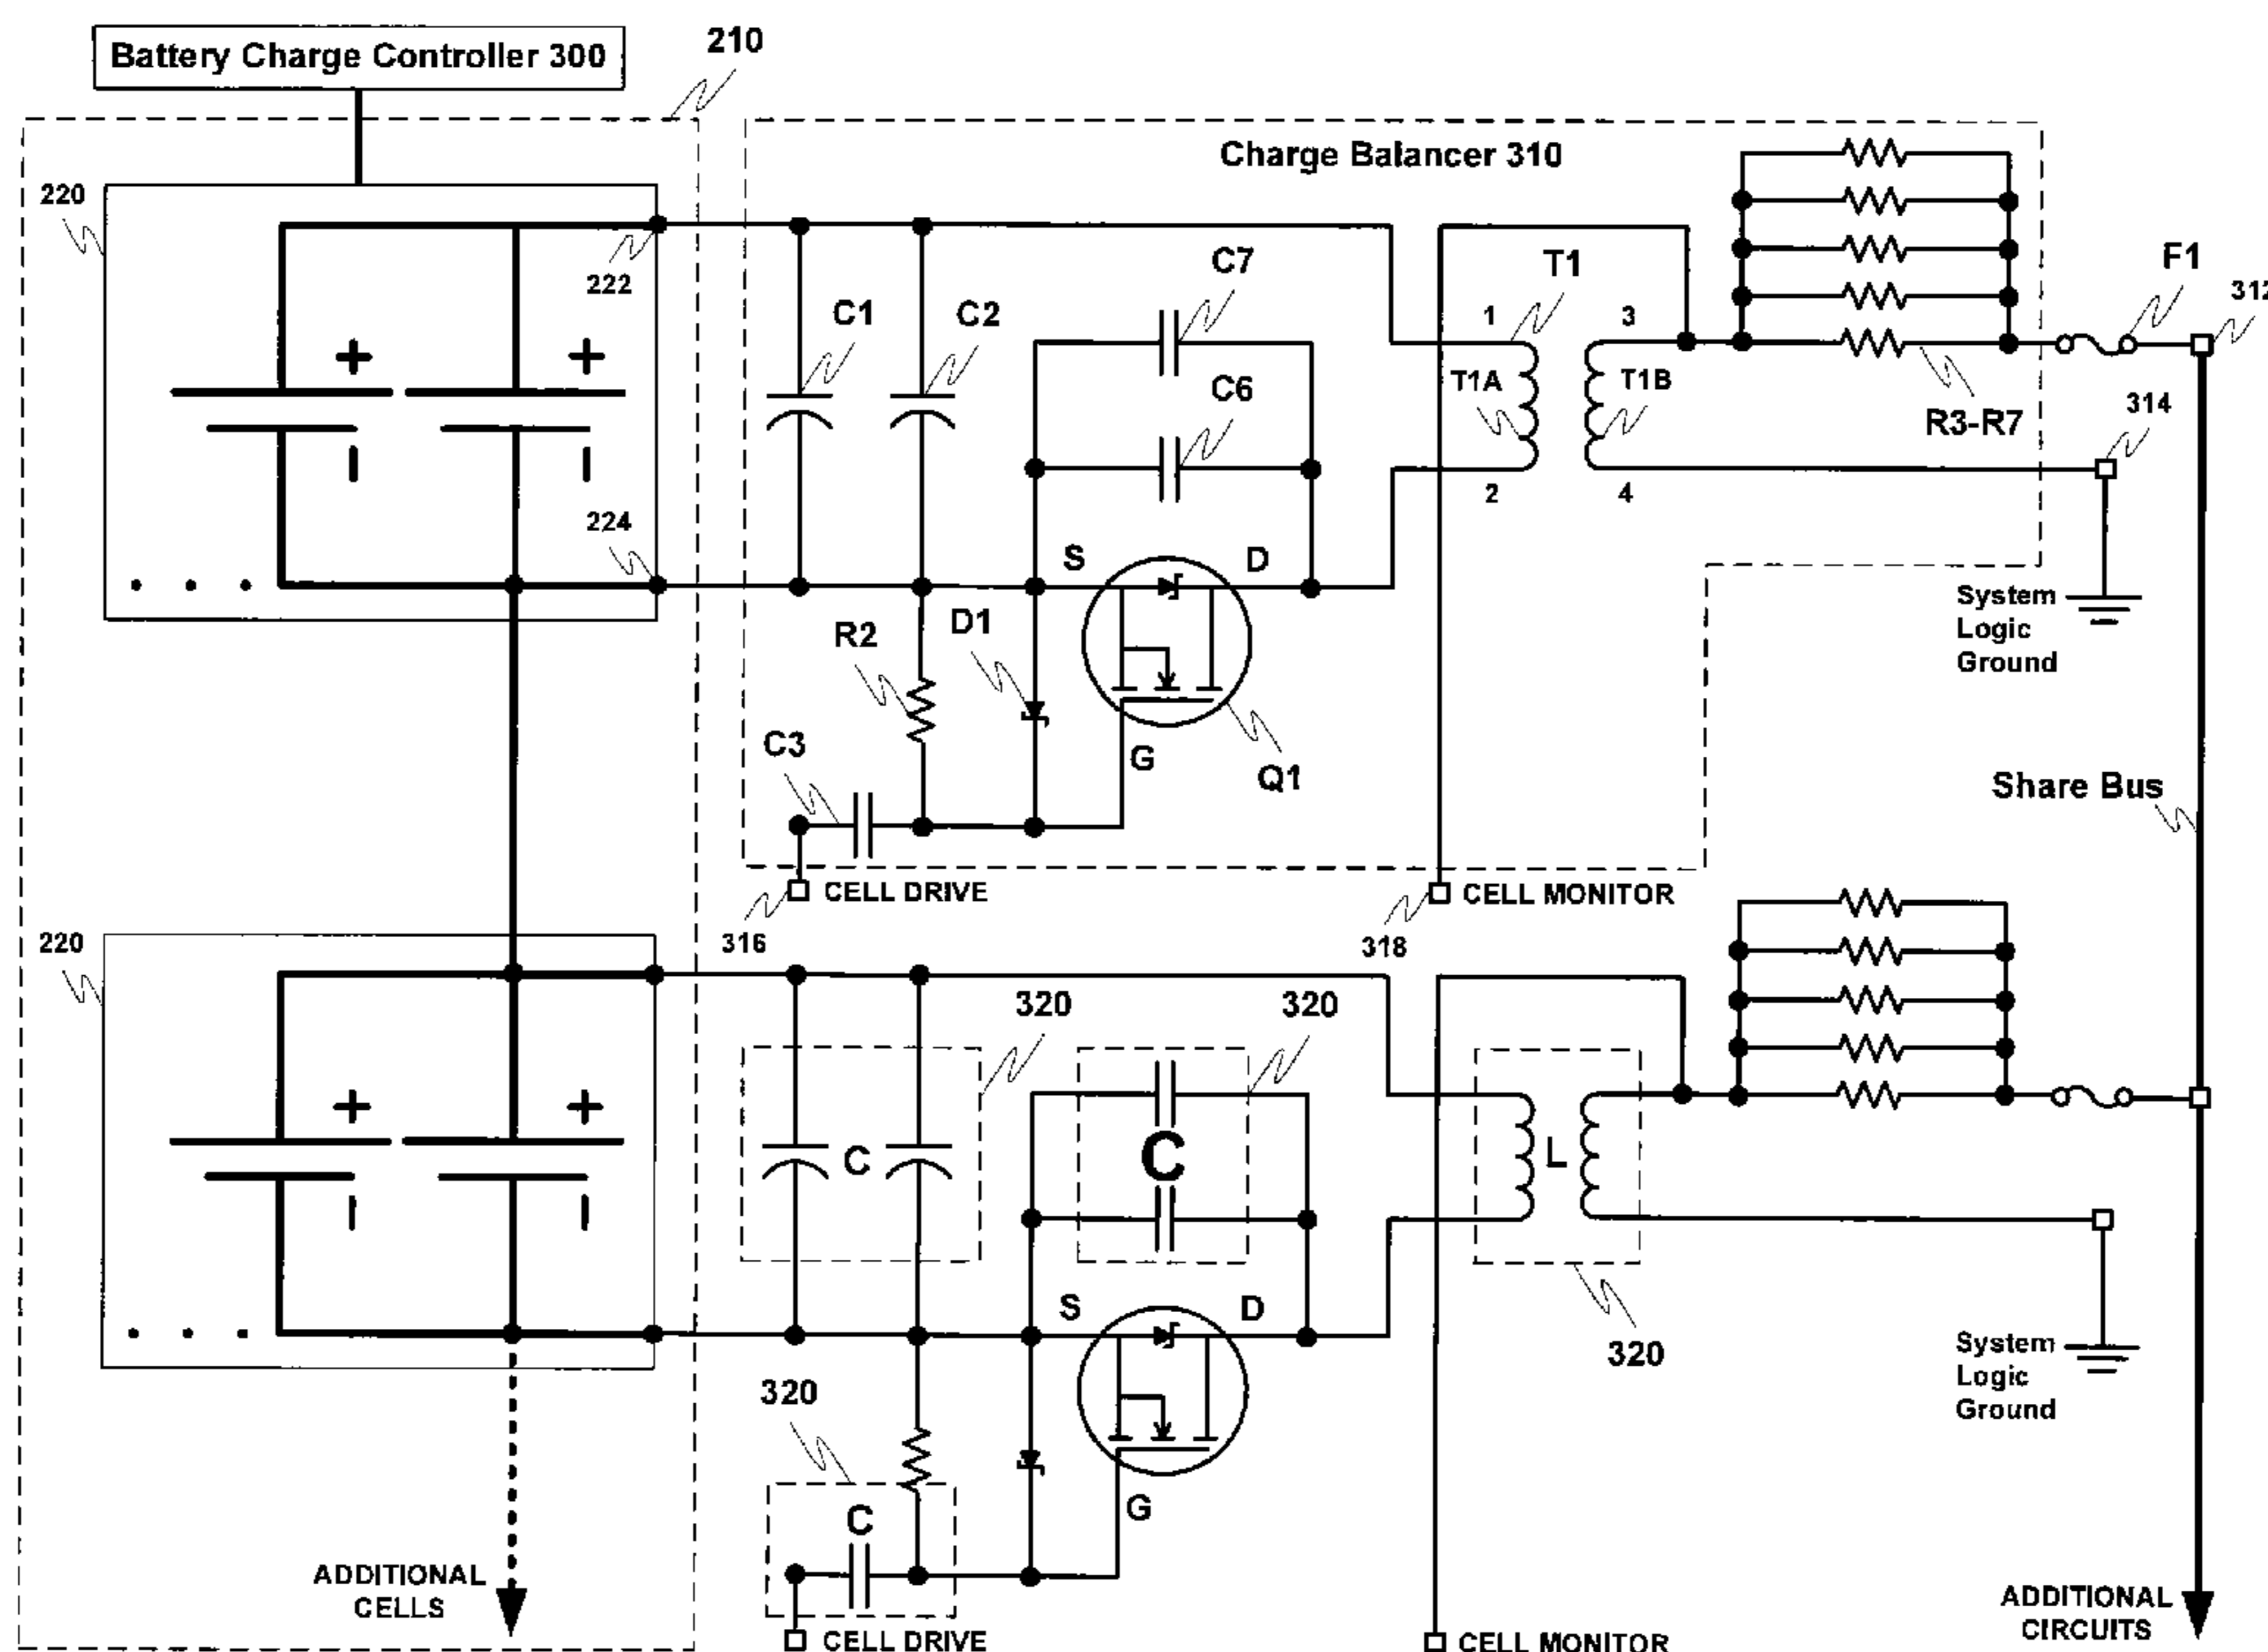 Battery Charge Controller 300
210
Charge Balancer 310
220
222
C1
C2
C7
C6
T1
1
3
T1A
T1B
2
4
R3-R7
F1
312
314
224
S
D
R2
D1
G
Q1
C3
System
Logic
Ground
Share Bus
CELL DRIVE
316
CELL MONITOR
318
220
+
+
+
+
320
320
C
C
L
S
D
320
320
G
C
System
Logic
Ground
ADDITIONAL
CELLS
CELL DRIVE
CELL MONITOR
ADDITIONAL
CIRCUITS